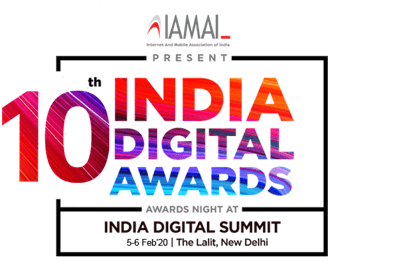 IAMAI_
Internet And Mobile Association of India
PRESENT
10th INDIA
DIGITAL
AWARDS
AWARDS NIGHT AT
INDIA DIGITAL SUMMIT
5-6 Feb'20 | The Lalit, New Delhi